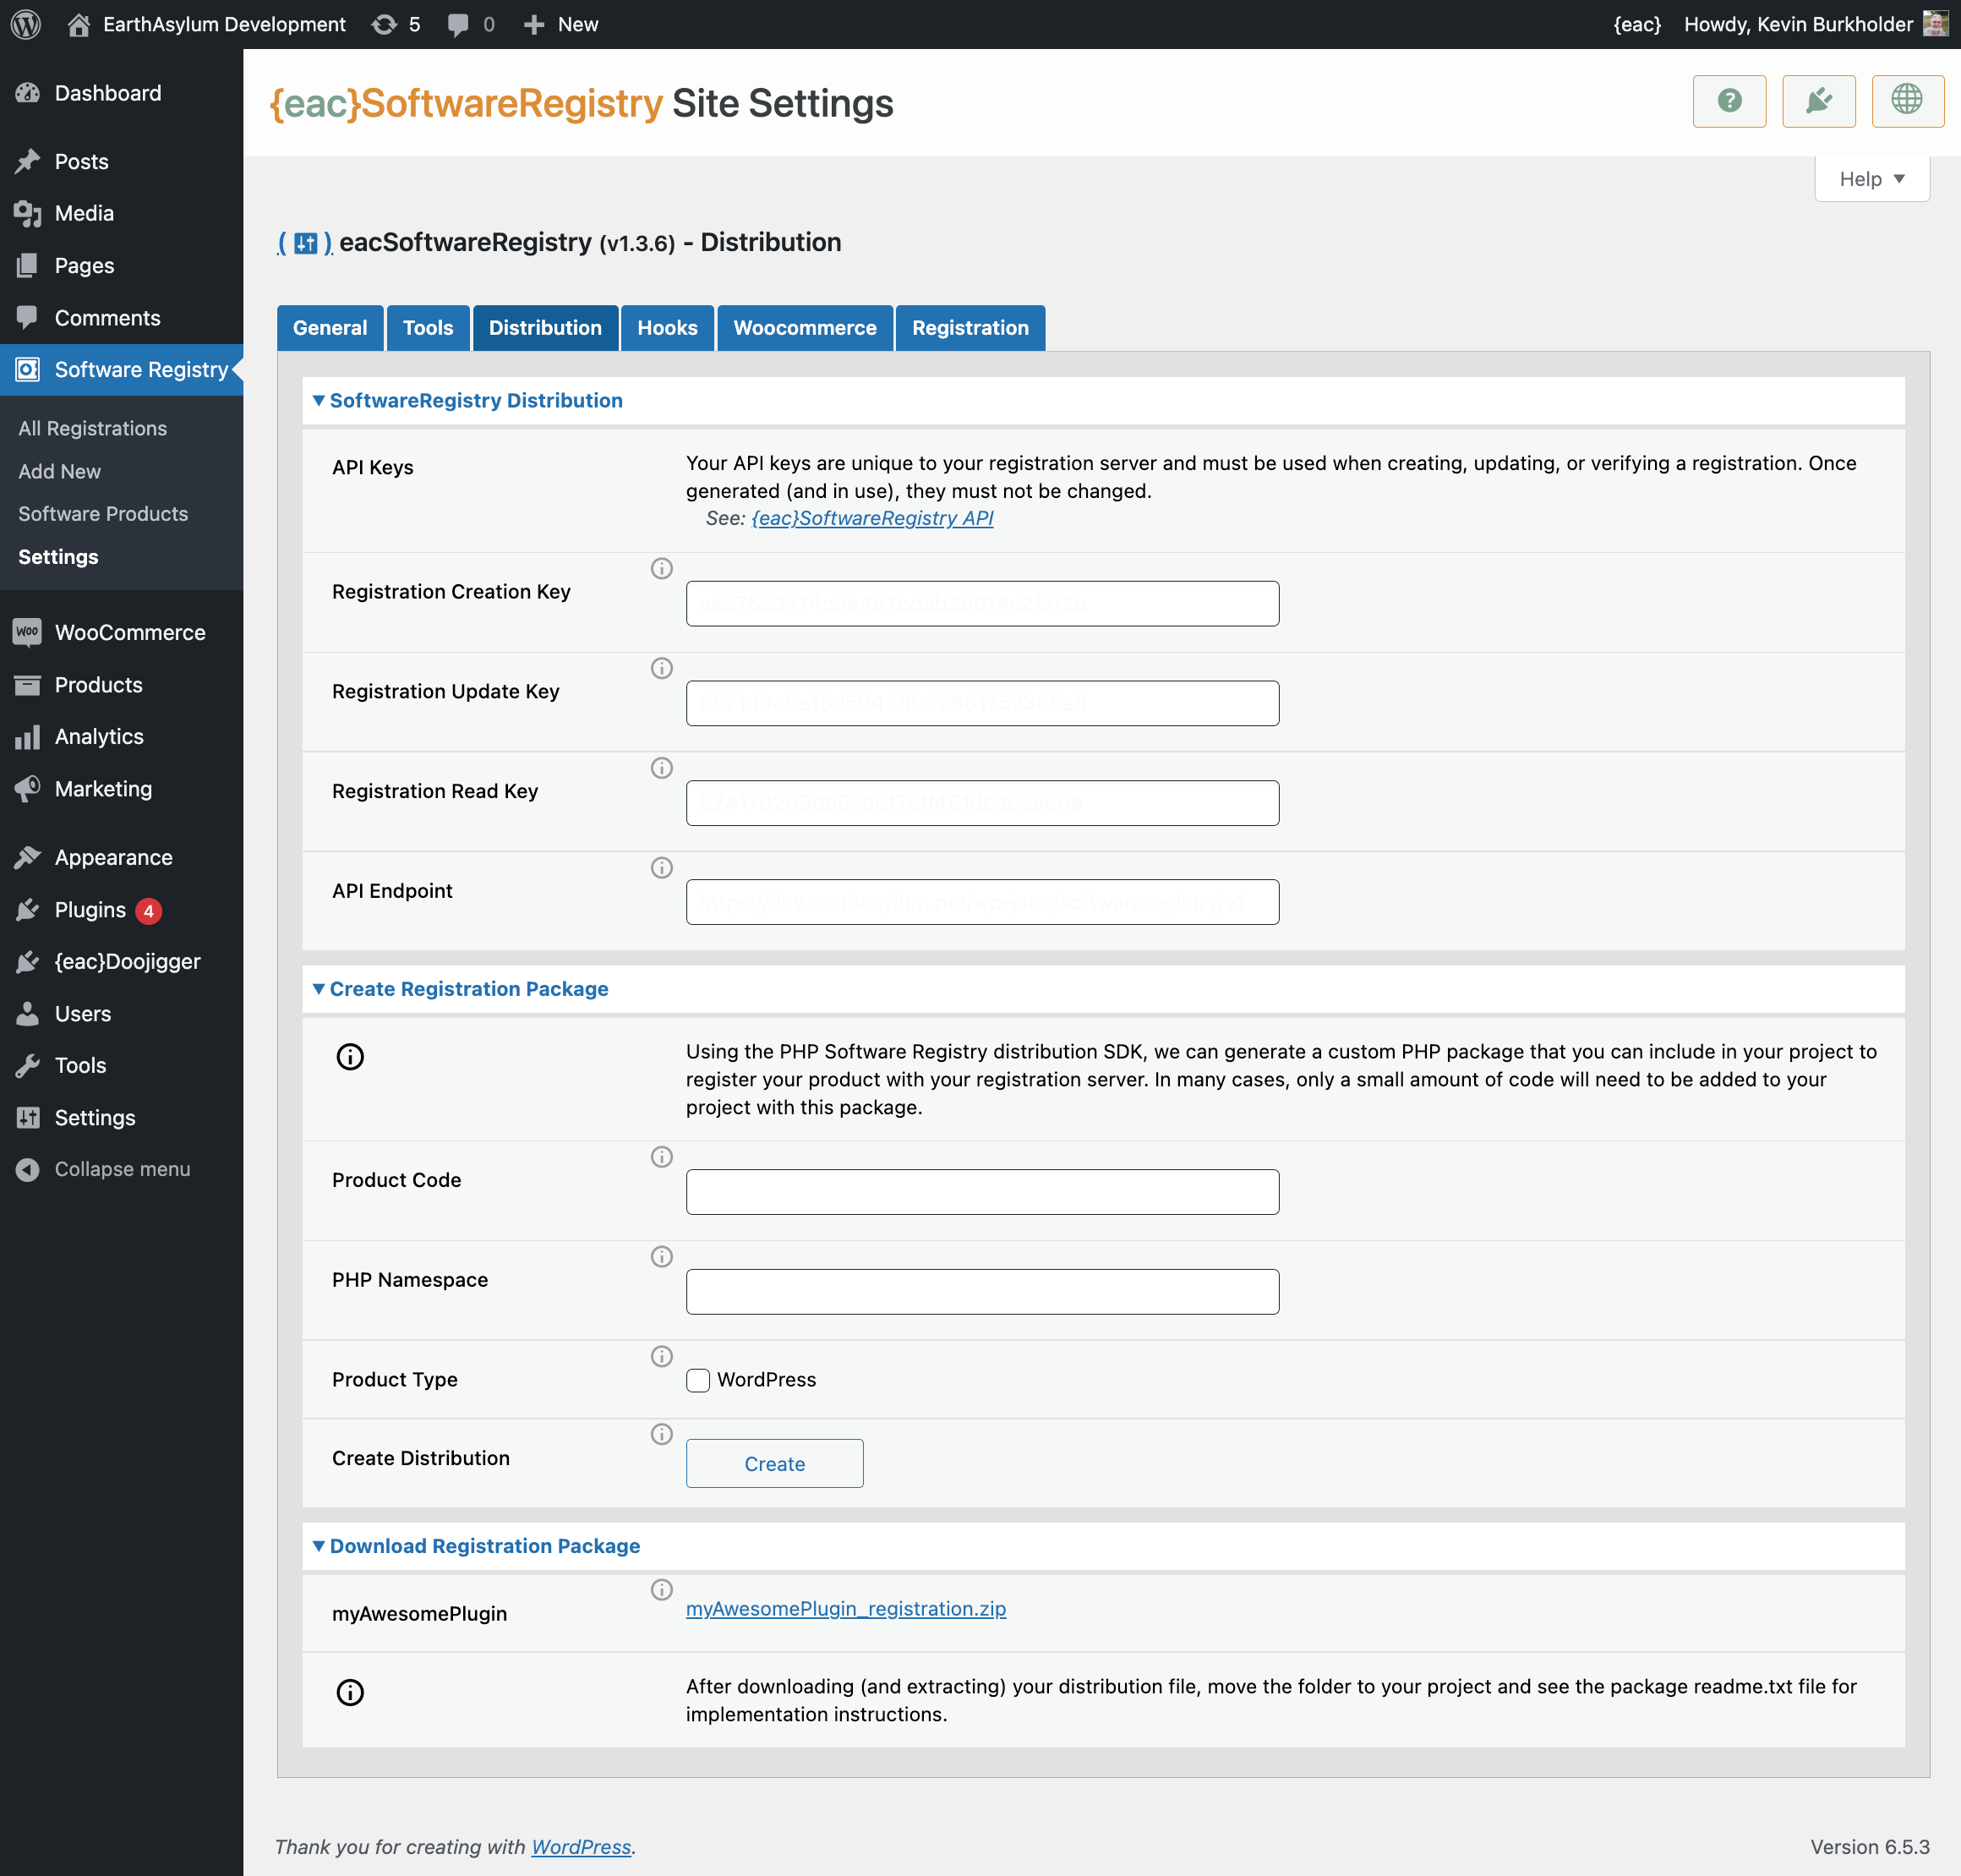 EarthAsylum Development 5 0 New {eac} Howdy, Kevin Burkholder
Dashboard
Posts
Media
Pages
Comments
Software Registry
All Registrations
Add New
Software Products
Settings
WOO WooCommerce
Products
Analytics
Marketing
Appearance
Plugins 4
{eac}Doojigger
Users
Tools
Settings
Collapse menu
{eac}SoftwareRegistry Site Settings
Help ▼
eacSoftwareRegistry (v1.3.6) - Distribution
General Tools Distribution Hooks Woocommerce Registration
SoftwareRegistry Distribution
API Keys
Your API keys are unique to your registration server and must be used when creating, updating, or verifying a registration. Once
generated (and in use), they must not be changed.
See: {eac}SoftwareRegistry API
Registration Creation Key
Registration Update Key
Registration Read Key
API Endpoint
https://dev.earthasylum.net/wp-json/softwareregistry/v1
Create Registration Package
Using the PHP Software Registry distribution SDK, we can generate a custom PHP package that you can include in your project to
register your product with your registration server. In many cases, only a small amount of code will need to be added to your
project with this package.
Product Code
PHP Namespace
Product Type
WordPress
Create Distribution
Create
Download Registration Package
myAwesomePlugin
myAwesomePlugin_registration.zip
After downloading (and extracting) your distribution file, move the folder to your project and see the package readme.txt file for
implementation instructions.
Thank you for creating with WordPress.
Version 6.5.3